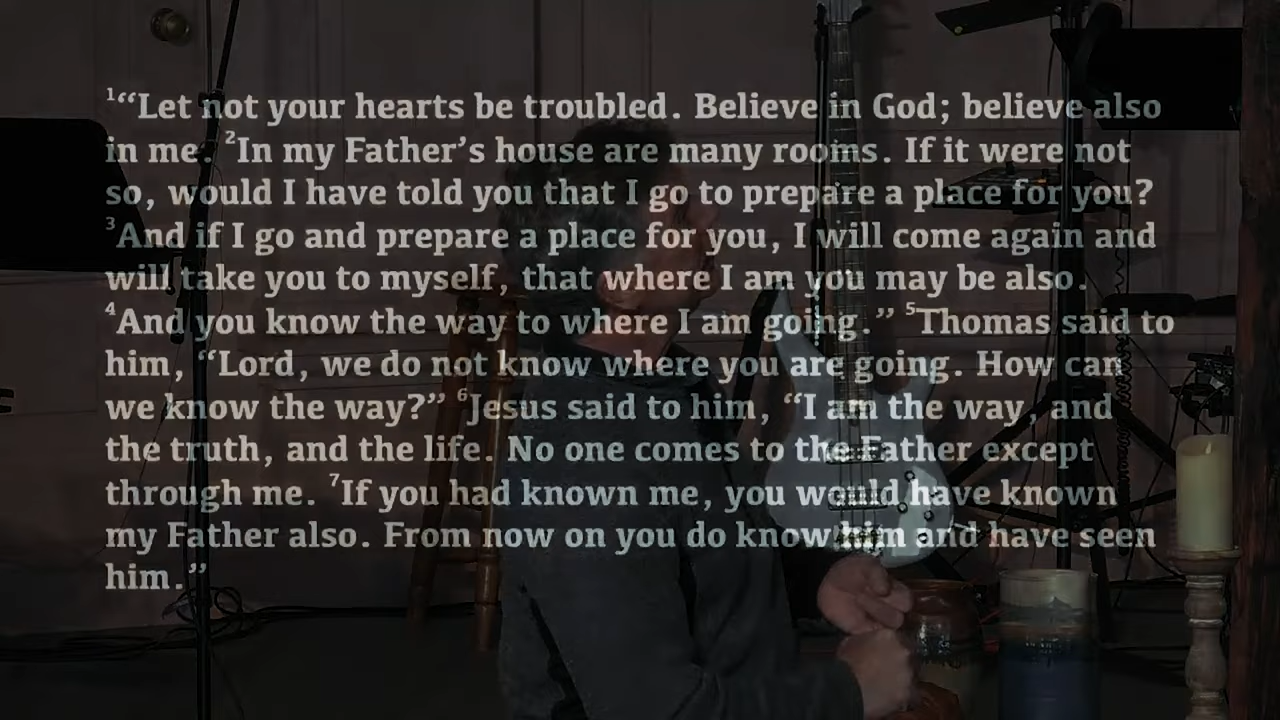 ¹“Let not your hearts be troubled. Believe in God; believe also
in me. ²In my Father’s house are many rooms. If it were not
so, would I have told you that I go to prepare a place for you?
³And if I go and prepare a place for you, I will come again and
will take you to myself, that where I am you may be also.
⁴And you know the way to where I am going.” ⁵Thomas said to
him, “Lord, we do not know where you are going. How can
we know the way?” ⁶Jesus said to him, “I am the way, and
the truth, and the life. No one comes to the Father except
through me. ⁷If you had known me, you would have known
my Father also. From now on you do know him and have seen
him.”